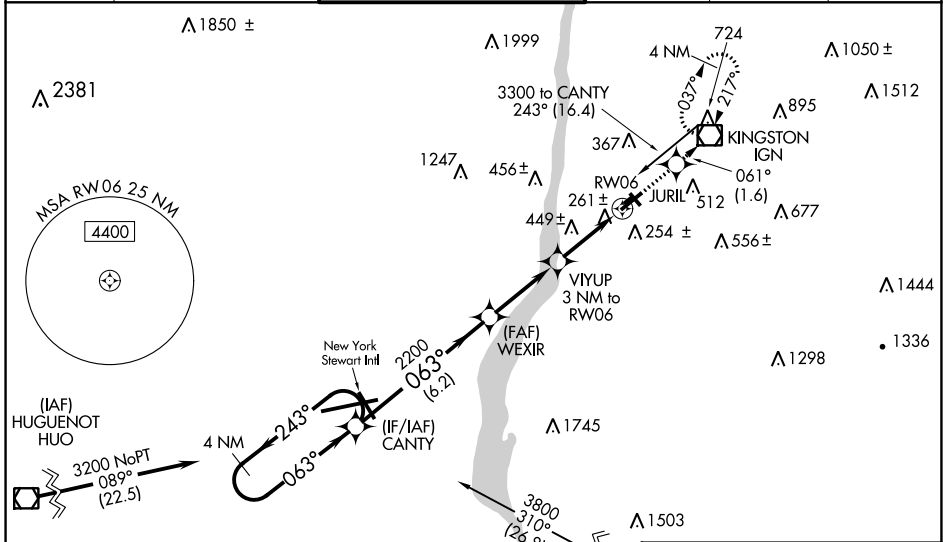 1850 ±
1999
724
4 NM
1050 ±
2381
037°
217°
1512
3300 to CANTY
243° (16.4)
895
367
KINGSTON
IGN
1247
456±
RW06
061°
(1.6)
JURIL
512
MSA RW06 25 NM
4400
261±
677
449±
254 ±
556±
VIYUP
3 NM to
RW06
1444
(FAF)
WEXIR
1336
New York
Stewart Intl
2200
063°
(6.2)
1298
(IAF)
HUGUENOT
HUO
243°
(IF/IAF)
CANTY
1745
4 NM
063°
3200 NoPT
089°
(22.5)
3800
310°
1503